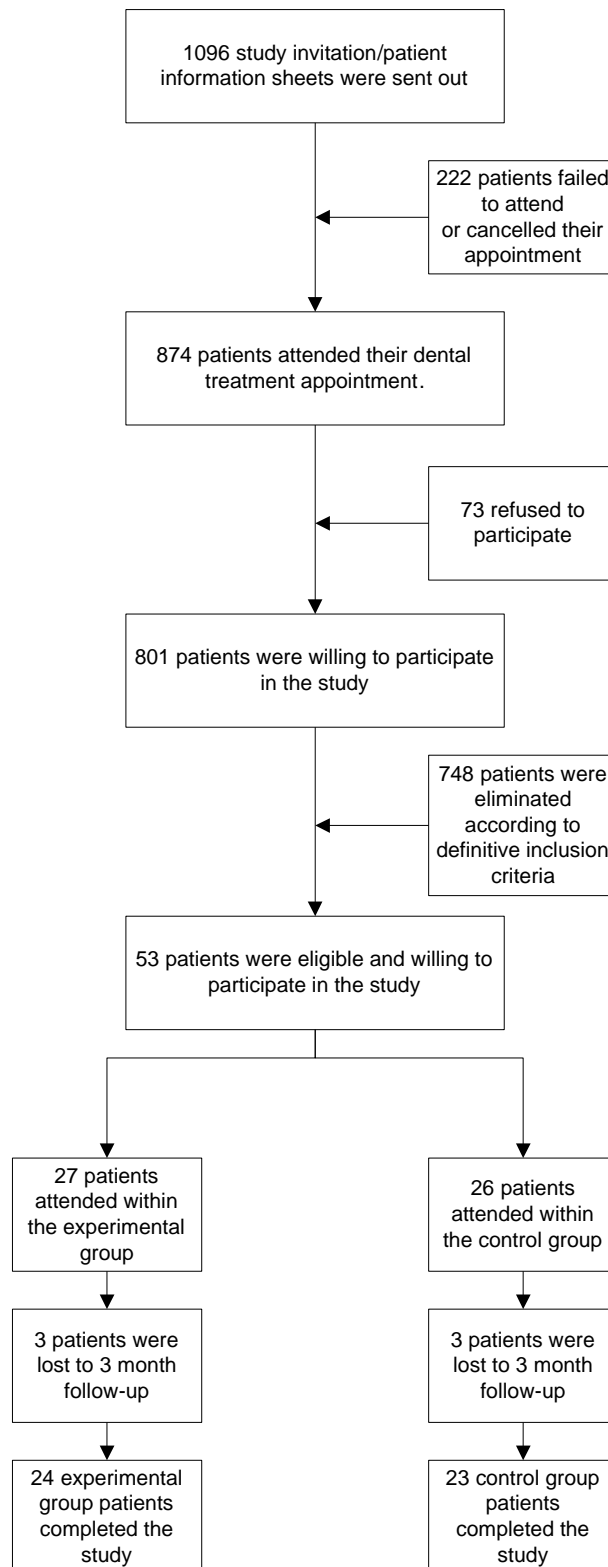 1096 study invitation/patient
information sheets were sent out
222 patients failed
to attend
or cancelled their
appointment
874 patients attended their dental
treatment appointment.
73 refused to
participate
801 patients were willing to participate
in the study
748 patients were
eliminated
according to
definitive inclusion
criteria
53 patients were eligible and willing to
participate in the study
27 patients
attended within
the experimental
group
26 patients
attended within
the control group
3 patients were
lost to 3 month
follow-up
3 patients were
lost to 3 month
follow-up
24 experimental
group patients
completed the
study
23 control group
patients
completed the
study